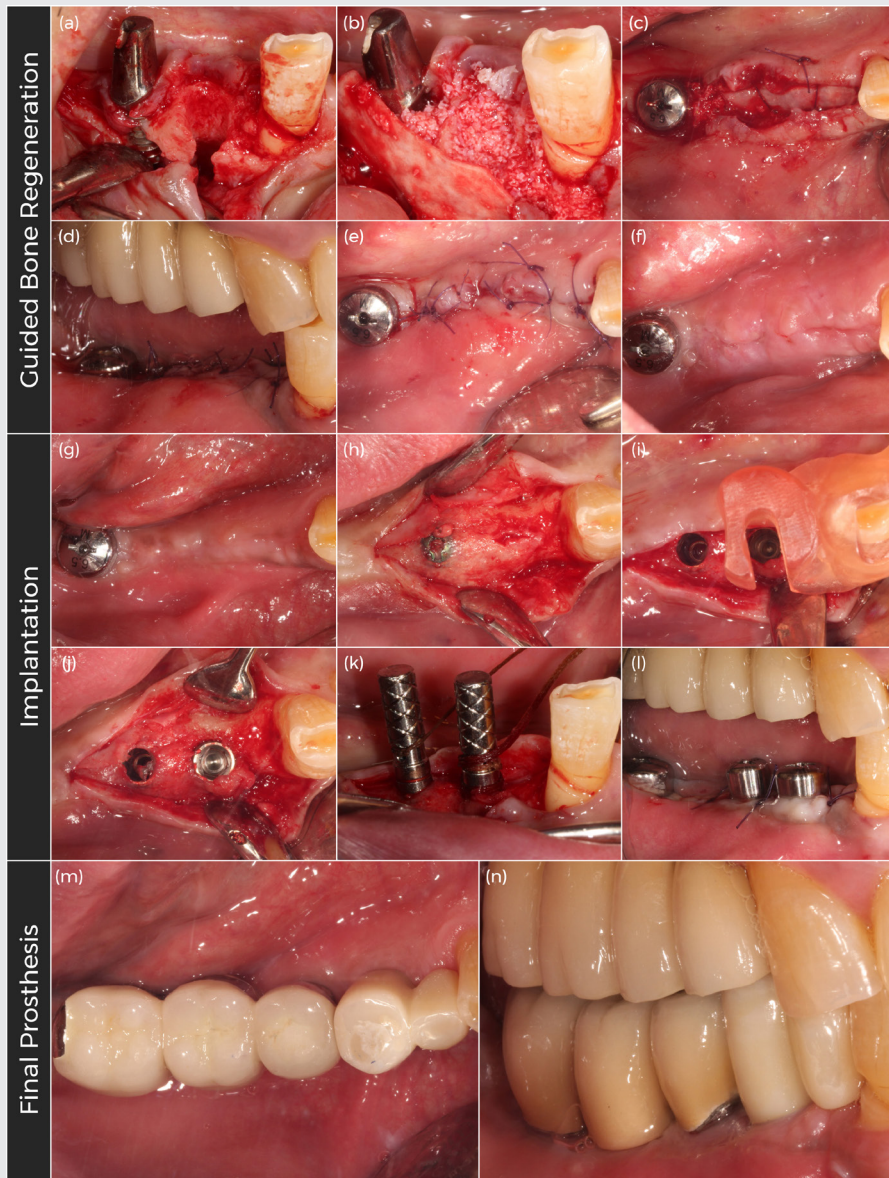 Guided Bone Regeneration
(a)
(b)
(c)
(d)
(e)
(f)
Implantation
(g)
(h)
(i)
(j)
(k)
(l)
Final Prosthesis
(m)
(n)